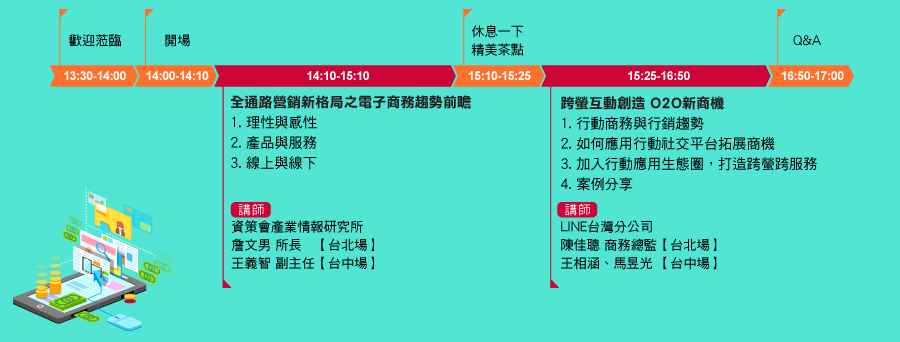 歡迎蒞臨
開場
休息一下
精美茶點
Q&A
13:30-14:00
14:00-14:10
14:10-15:10
15:10-15:25
15:25-16:50
16:50-17:00
全通路營銷新格局之電子商務趨勢前瞻
1. 理性與感性
2. 產品與服務
3. 線上與線下
講師
資策會產業情報研究所
詹文男 所長 【台北場】
王義智 副主任【台中場】
跨螢互動創造 O2O新商機
1. 行動商務與行銷趨勢
2. 如何應用行動社交平台拓展商機
3. 加入行動應用生態圈，打造跨螢跨服務
4. 案例分享
講師
LINE台灣分公司
陳佳聰 商務總監【台北場】
王相涵、馬昱光 【台中場】